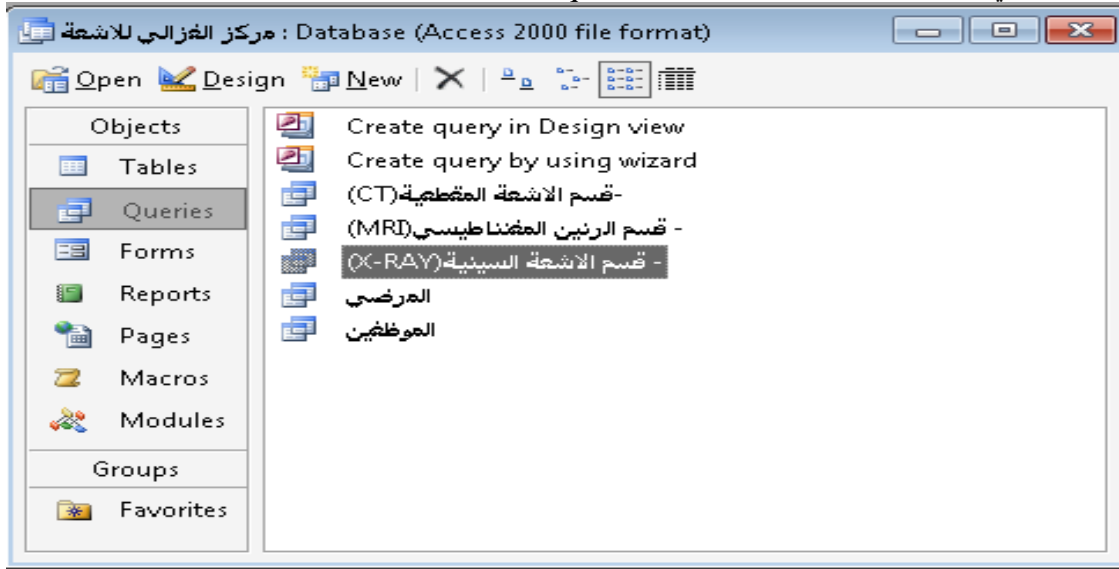 مركز الغزالي للاشعة : Database (Access 2000 file format)
Open Design New
Objects
Tables
Queries
Forms
Reports
Pages
Macros
Modules
Groups
Favorites
Create query in Design view
Create query by using wizard
-قسم الاشعة المقطعية(CT)
- قسم الرنين المغناطيسي(MRI)
- قسم الاشعة السينية(X-RAY)
المرضى
الموظفين